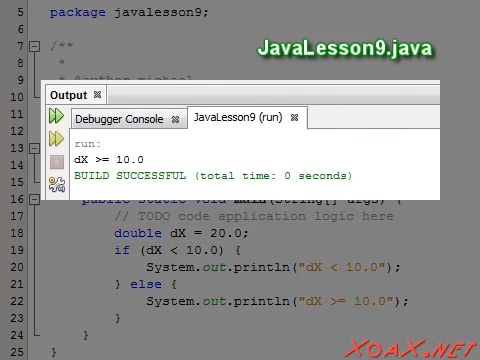 5 package javalesson9;
6
7 /**
8 *
9 * @author michael
JavaLesson9.java
10
Output
11
Debugger Console JavaLesson9 (run)
12
13 run:
14 dX >= 10.0
15 BUILD SUCCESSFUL (total time: 0 seconds)
16 public static void main(String[] args) {
17 // TODO code application logic here
18 double dX = 20.0;
19 if (dX < 10.0) {
20 System.out.println("dX < 10.0");
21 } else {
22 System.out.println("dX >= 10.0");
23 }
24 }
25 }
XOAX.NET